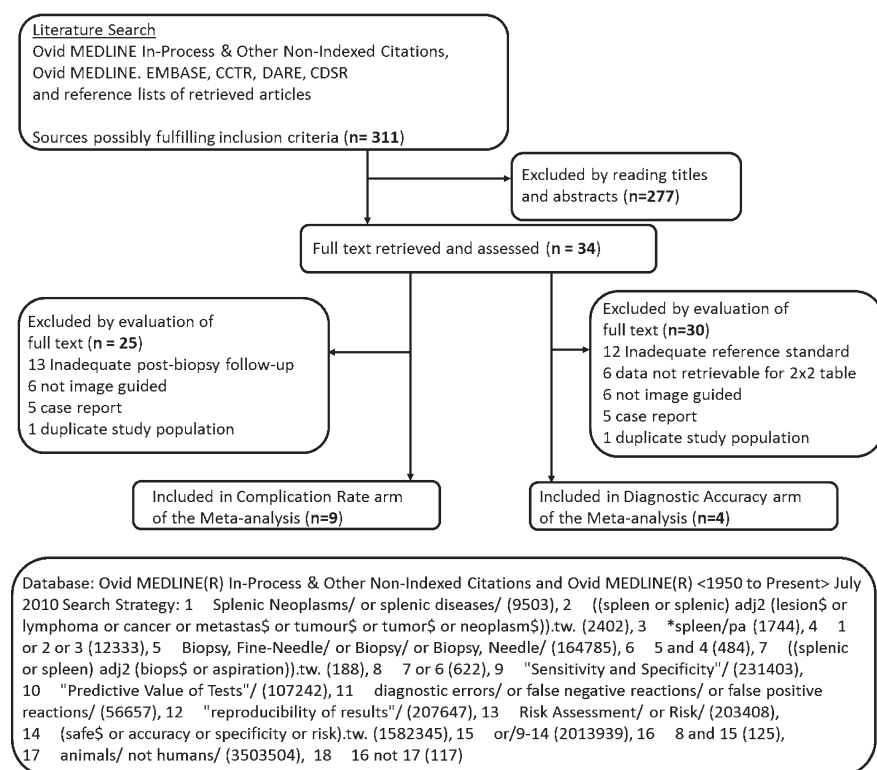 Literature Search
Ovid MEDLINE In-Process & Other Non-Indexed Citations,
Ovid MEDLINE. EMBASE, CCTR, DARE, CDSR
and reference lists of retrieved articles
Sources possibly fulfilling inclusion criteria (n= 311)
Excluded by reading titles
and abstracts (n=277)
Full text retrieved and assessed (n = 34)
Excluded by evaluation of
full text (n = 25)
13 Inadequate post-biopsy follow-up
6 not image guided
5 case report
1 duplicate study population
Excluded by evaluation of
full text (n=30)
12 Inadequate reference standard
6 data not retrievable for 2x2 table
6 not image guided
5 case report
1 duplicate study population
Included in Complication Rate arm
of the Meta-analysis (n=9)
Included in Diagnostic Accuracy arm
of the Meta-analysis (n=4)
Database: Ovid MEDLINE(R) In-Process & Other Non-Indexed Citations and Ovid MEDLINE(R) <1950 to Present> July
2010 Search Strategy: 1 Splenic Neoplasms/ or splenic diseases/ (9503), 2 ((spleen or splenic) adj2 (lesion$ or
lymphoma or cancer or metastas$ or tumour$ or tumor$ or neoplasm$)).tw. (2402), 3 *spleen/pa (1744), 4 1
or 2 or 3 (12333), 5 Biopsy, Fine-Needle/ or Biopsy/ or Biopsy, Needle/ (164785), 6 5 and 4 (484), 7 ((splenic
or spleen) adj2 (biops$ or aspiration)).tw. (188), 8 7 or 6 (622), 9 "Sensitivity and Specificity"/ (231403),
10 "Predictive Value of Tests"/ (107242), 11 diagnostic errors/ or false negative reactions/ or false positive
reactions/ (56657), 12 "reproducibility of results"/ (207647), 13 Risk Assessment/ or Risk/ (203408),
14 (safe$ or accuracy or specificity or risk).tw. (1582345), 15 or/9-14 (2013939), 16 8 and 15 (125),
17 animals/ not humans/ (3503504), 18 16 not 17 (117)